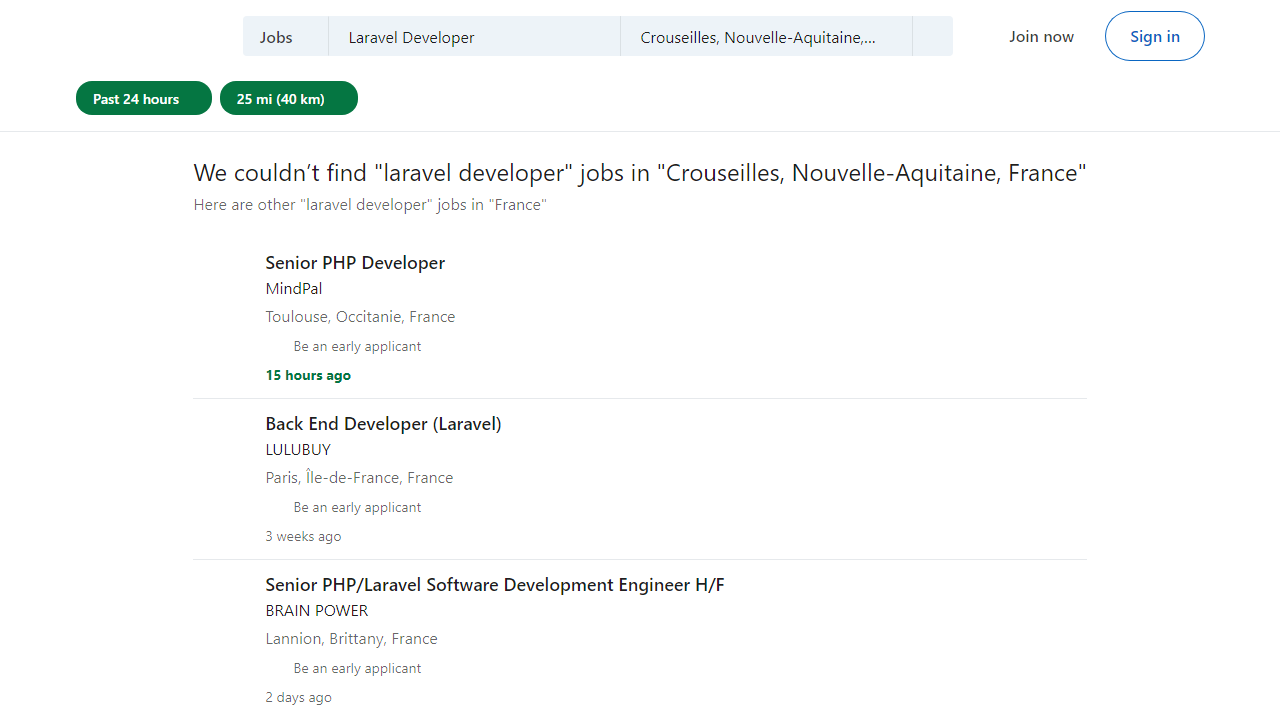 Jobs
Laravel Developer
Crouseilles, Nouvelle-Aquitaine,...
Join now
Sign in
Past 24 hours
25 mi (40 km)
We couldn’t find "laravel developer" jobs in "Crouseilles, Nouvelle-Aquitaine, France"
Here are other "laravel developer" jobs in "France"
Senior PHP Developer
MindPal
Toulouse, Occitanie, France
Be an early applicant
15 hours ago
Back End Developer (Laravel)
LULUBUY
Paris, Île-de-France, France
Be an early applicant
3 weeks ago
Senior PHP/Laravel Software Development Engineer H/F
BRAIN POWER
Lannion, Brittany, France
Be an early applicant
2 days ago